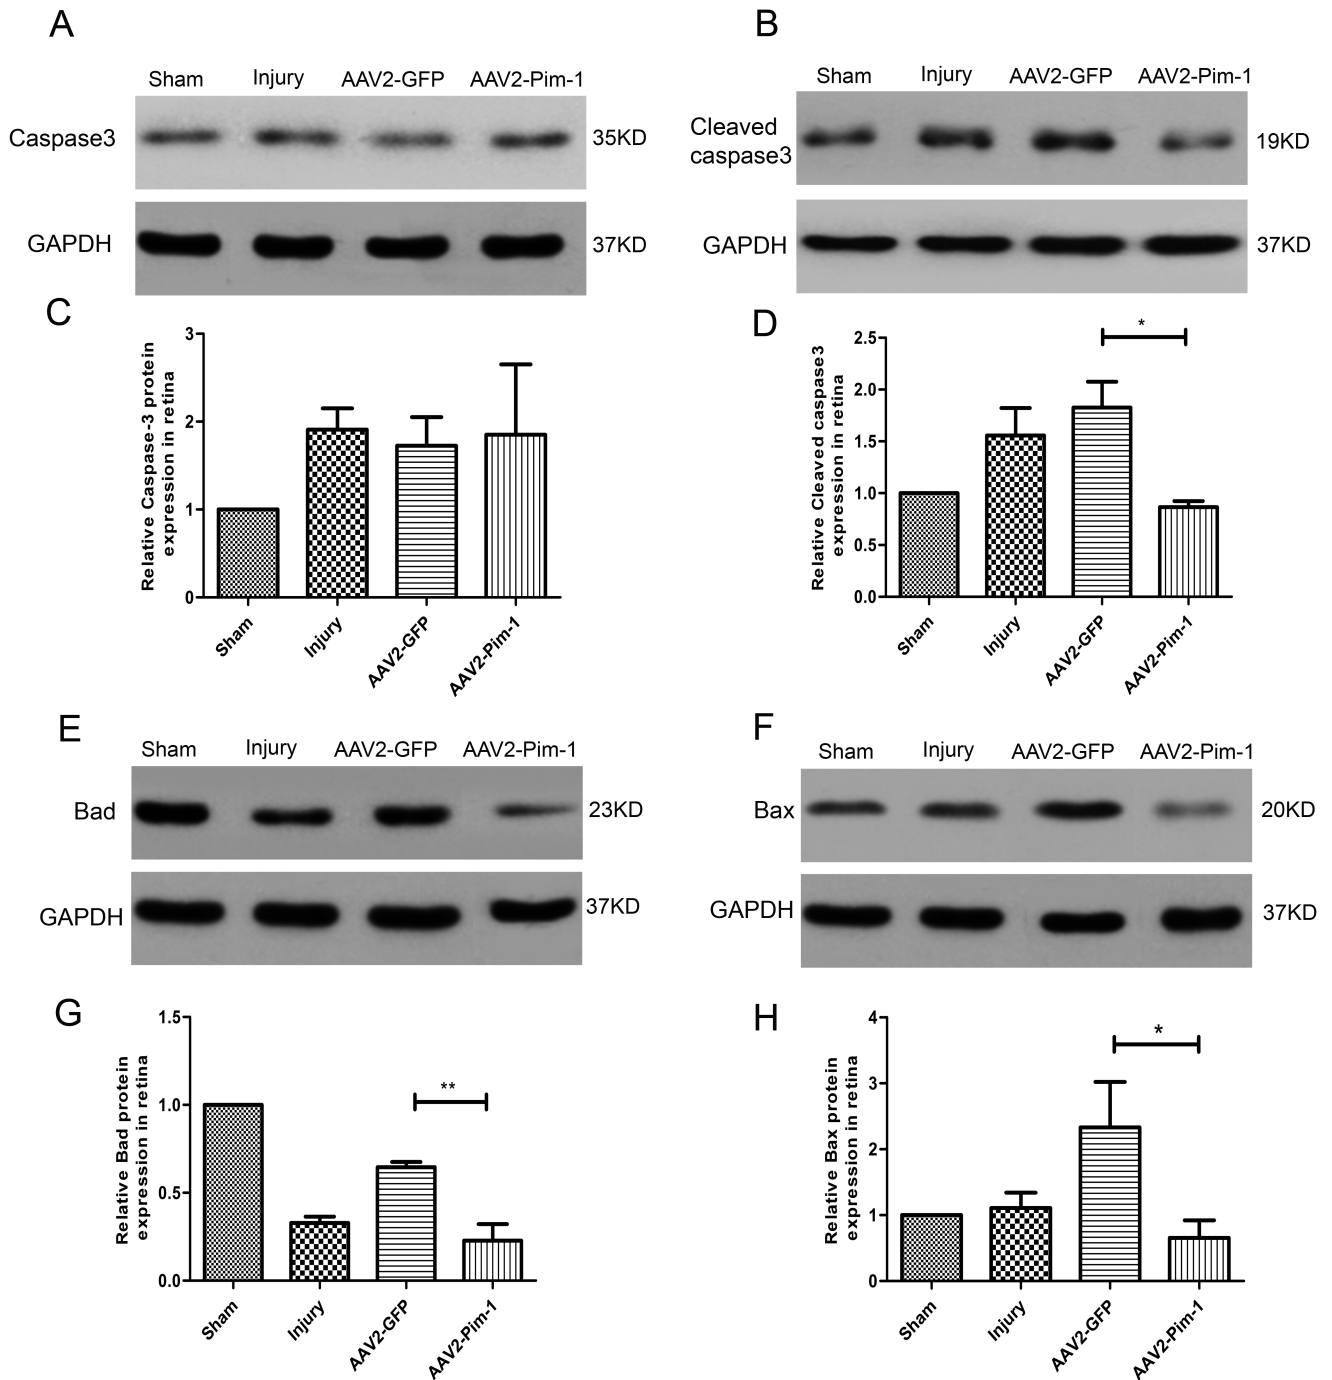 A
Sham Injury AAV2-GFP AAV2-Pim-1
Caspase3
35KD
GAPDH
37KD
B
Sham Injury AAV2-GFP AAV2-Pim-1
Cleaved
caspase3
19KD
GAPDH
37KD
C
Relative Caspase-3 protein
expression in retina
3
2
1
0
Sham
Injury
AAV2-GFP
AAV2-Pim-1
D
*
Relative Cleaved caspase3
expression in retina
2.5
2.0
1.5
1.0
0.5
0.0
Sham
Injury
AAV2-GFP
AAV2-Pim-1
E
Sham Injury AAV2-GFP AAV2-Pim-1
Bad
23KD
GAPDH
37KD
F
Sham Injury AAV2-GFP AAV2-Pim-1
Bax
20KD
GAPDH
37KD
G
**
Relative Bad protein
expression in retina
1.5
1.0
0.5
0.0
Sham
Injury
AAV2-GFP
AAV2-Pim-1
H
*
Relative Bax protein
expression in retina
4
3
2
1
0
Sham
Injury
AAV2-GFP
AAV2-Pim-1